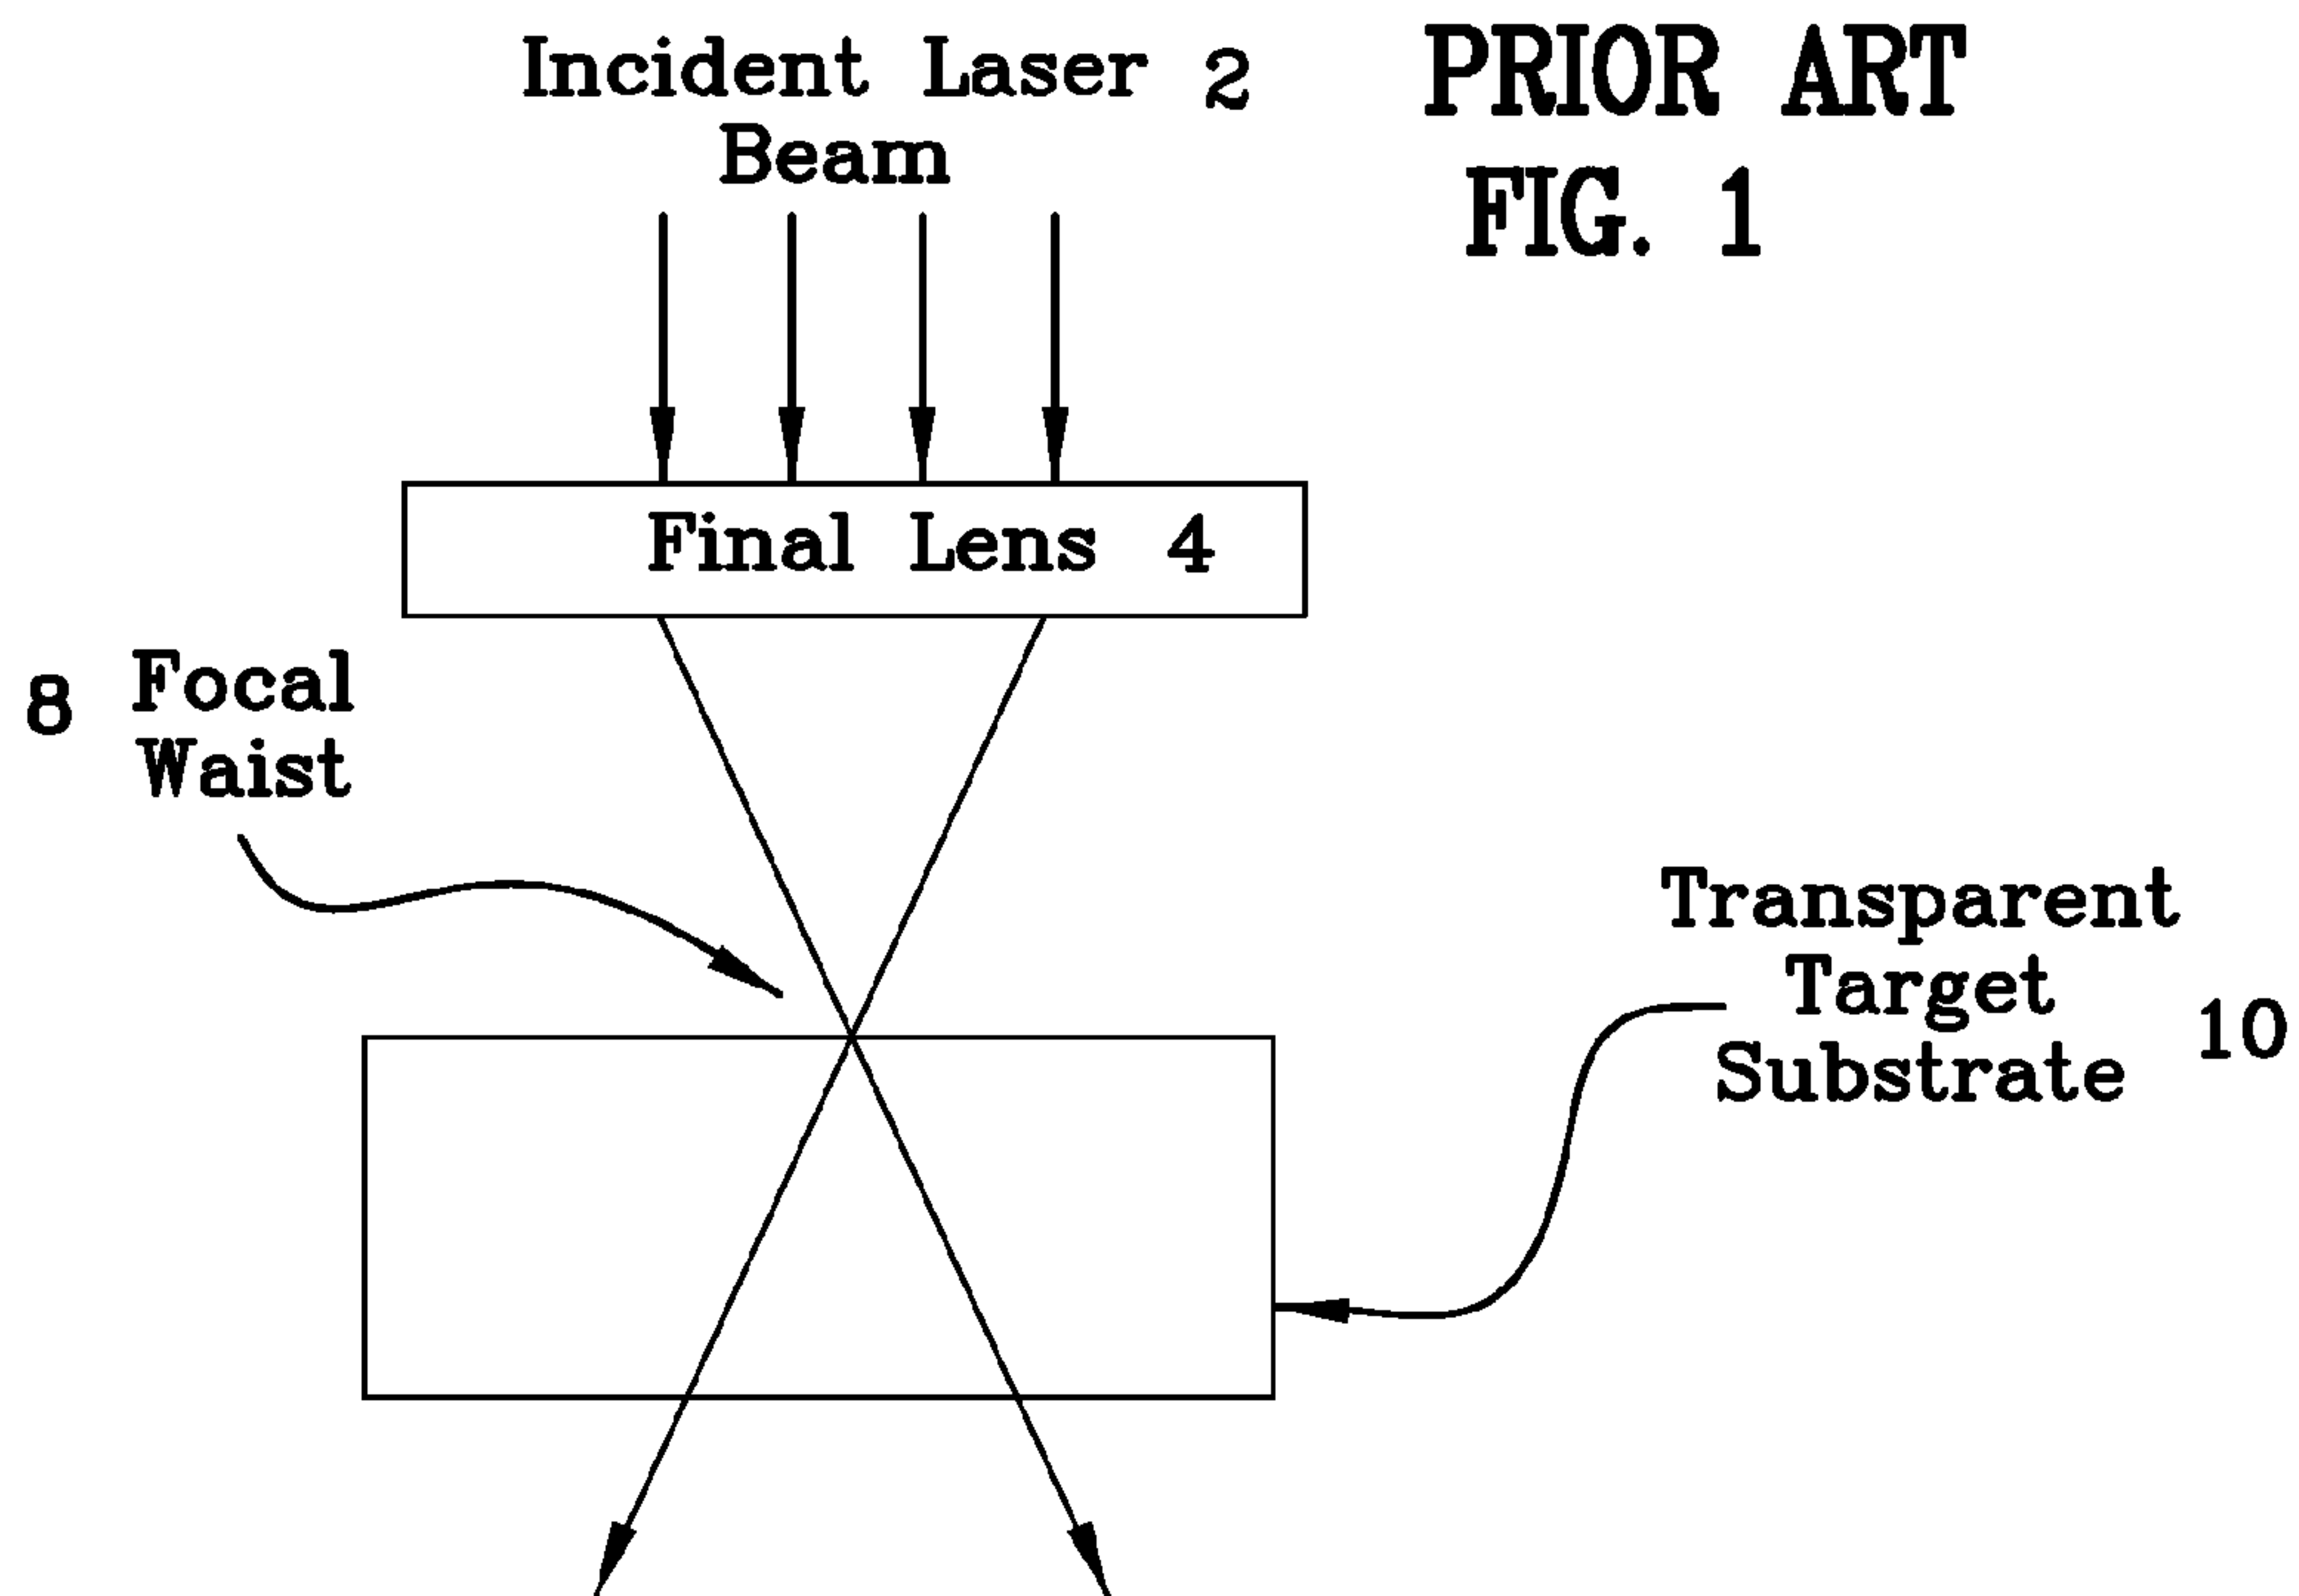 PRIOR ART
FIG. 1
Incident Laser 2
Beam
Final Lens 4
8 Focal
Waist
Transparent
Target
Substrate 10